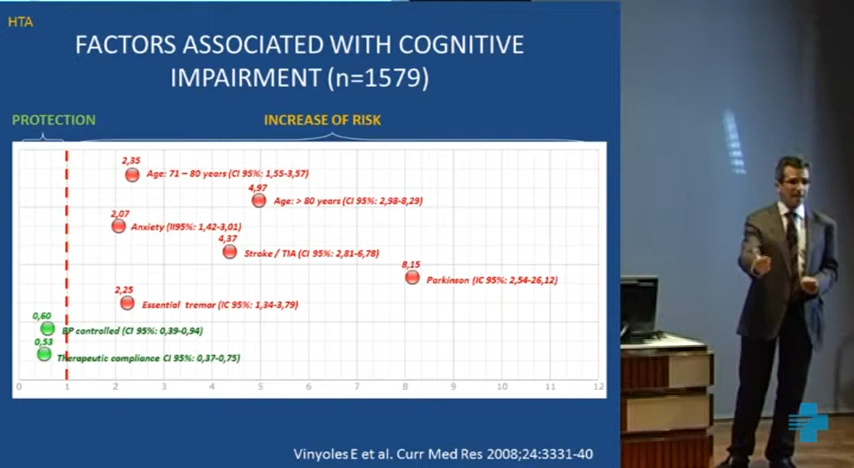 HTA
FACTORS ASSOCIATED WITH COGNITIVE
IMPAIRMENT (n=1579)
PROTECTION
INCREASE OF RISK
2,35
Age: 71 – 80 years (CI 95%: 1,55-3,57)
4,97
Age: > 80 years (CI 95%: 2,98-8,29)
2,07
Anxiety (II95%: 1,42-3,01)
4,37
Stroke / TIA (CI 95%: 2,81-6,78)
8,15
Parkinson (IC 95%: 2,54-26,12)
2,25
Essential tremor (IC 95%: 1,34-3,79)
0,60
BP controlled (CI 95%: 0,39-0,94)
0,53
Therapeutic compliance CI 95%: 0,37-0,75)
0 1 2 3 4 5 6 7 8 9 10 11 12
Vinyoles E et al. Curr Med Res 2008;24:3331-40